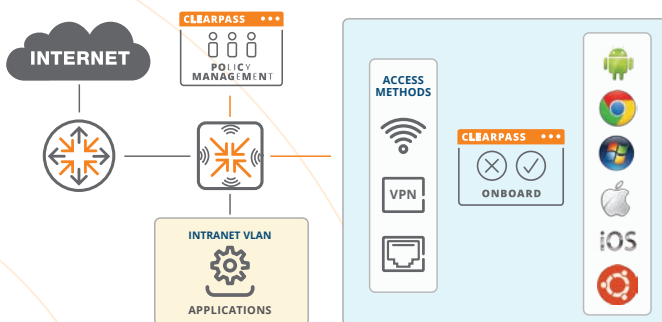 INTERNET
CLEARPASS
POLICY
MANAGEMENT
INTRANET VLAN
APPLICATIONS
ACCESS
METHODS
VPN
CLEARPASS
ONBOARD
iOS